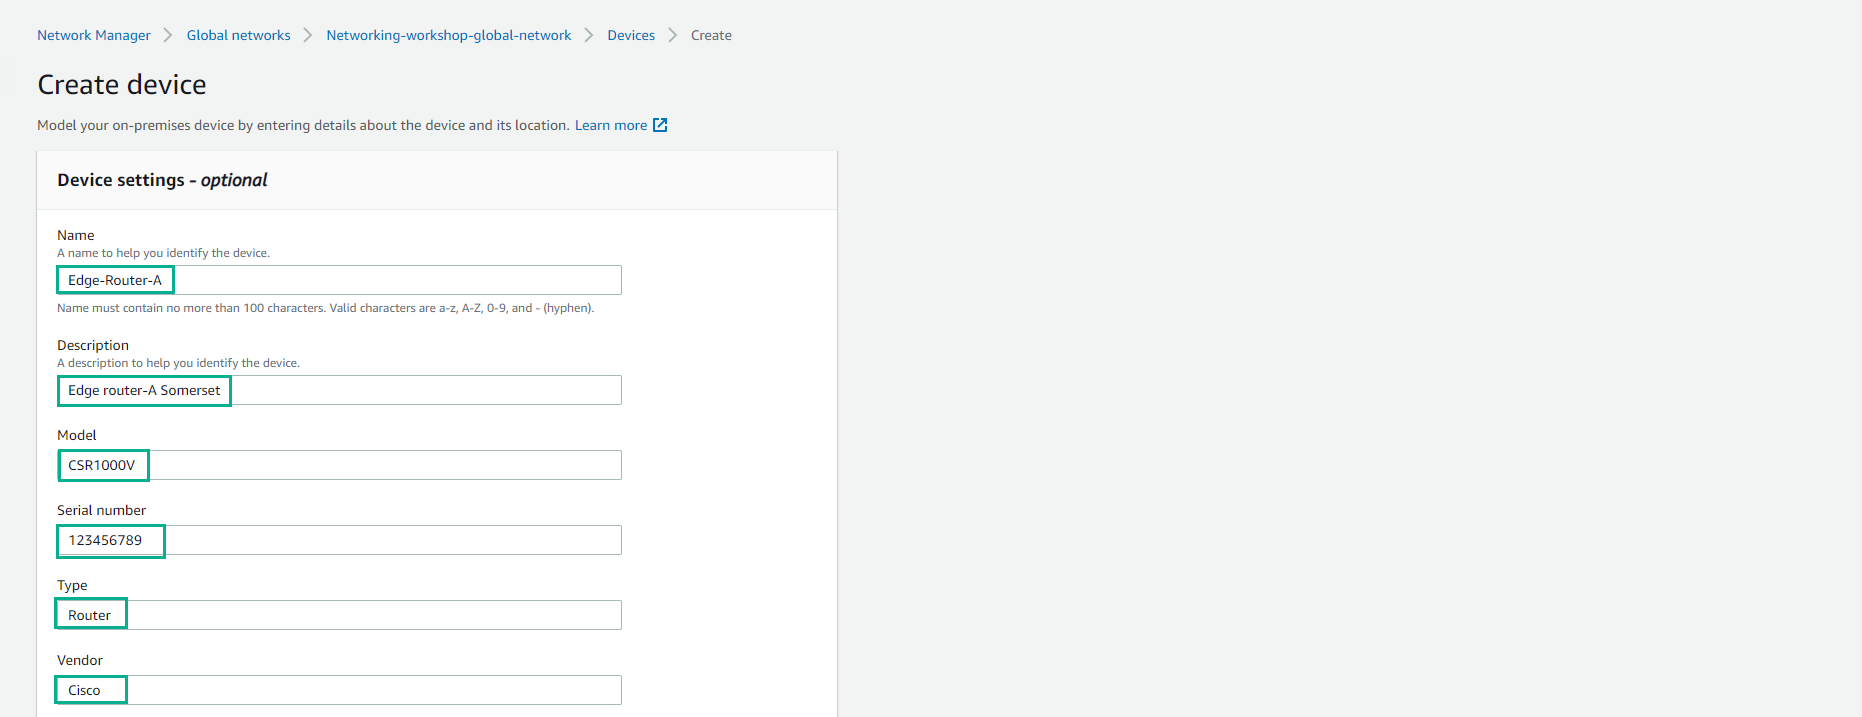 Network Manager > Global networks > Networking-workshop-global-network > Devices > Create
Create device
Model your on-premises device by entering details about the device and its location. Learn more
Device settings - optional
Name
A name to help you identify the device.
Edge-Router-A
Name must contain no more than 100 characters. Valid characters are a-z, A-Z, 0-9, and - (hyphen).
Description
A description to help you identify the device.
Edge router-A Somerset
Model
CSR1000V
Serial number
123456789
Type
Router
Vendor
Cisco